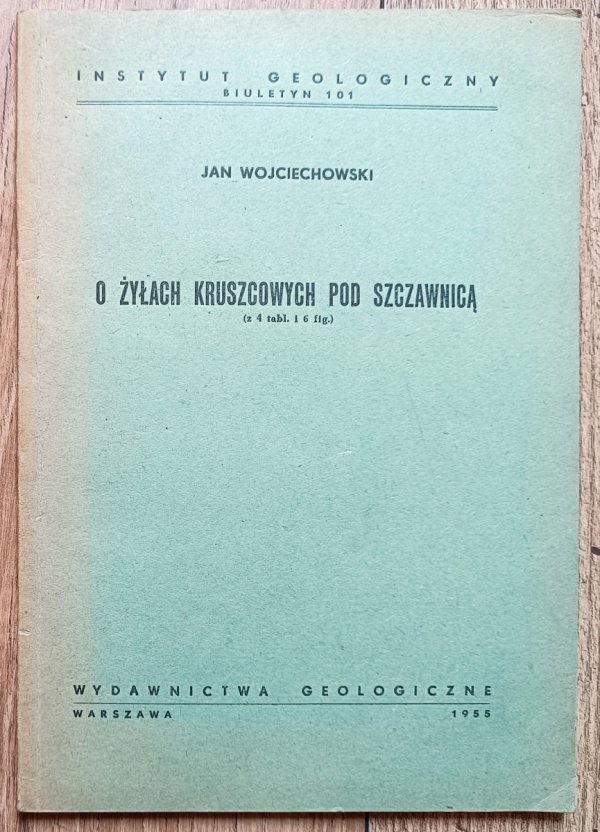 INSTYTUT GEOLOGICZNY
BIULETYN 101
JAN WOJCIECHOWSKI
O ŻYŁACH KRUSZCOWYCH POD SZCZAWNICĄ
(z 4 tabl. i 6 fig.)
WYDAWNICTWA GEOLOGICZNE
WARSZAWA 1955